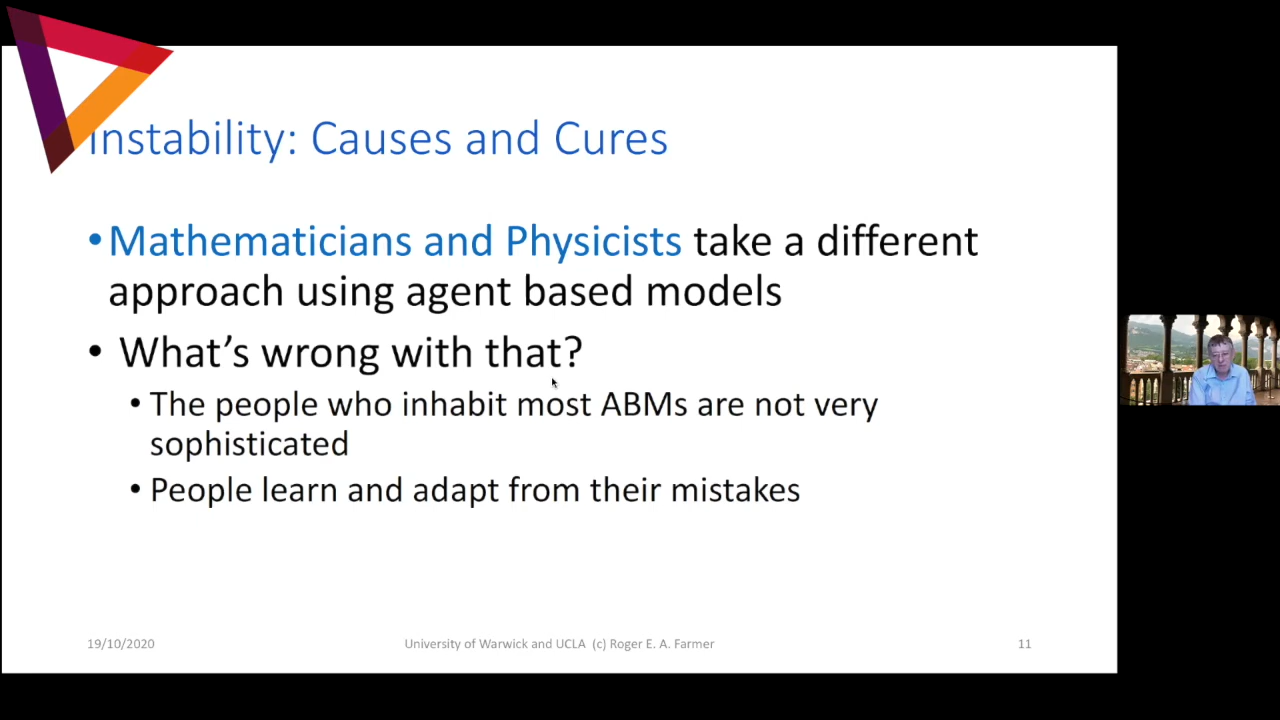 Instability: Causes and Cures
•Mathematicians and Physicists take a different
approach using agent based models
• What’s wrong with that?
• The people who inhabit most ABMs are not very
sophisticated
• People learn and adapt from their mistakes
19/10/2020 University of Warwick and UCLA (c) Roger E. A. Farmer 11